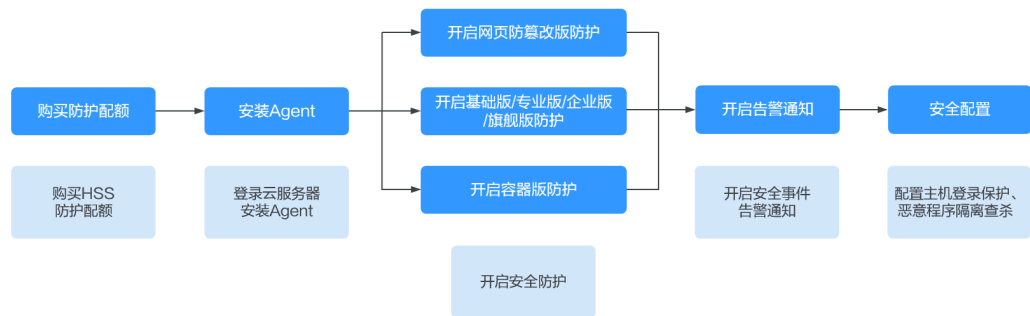 开启网页防篡改版防护
购买防护配额
安装Agent
开启基础版/专业版/企业版
/旗舰版防护
开启告警通知
安全配置
开启容器版防护
购买HSS
防护配额
登录云服务器
安装Agent
开启安全事件
告警通知
配置主机登录保护、
恶意程序隔离查杀
开启安全防护